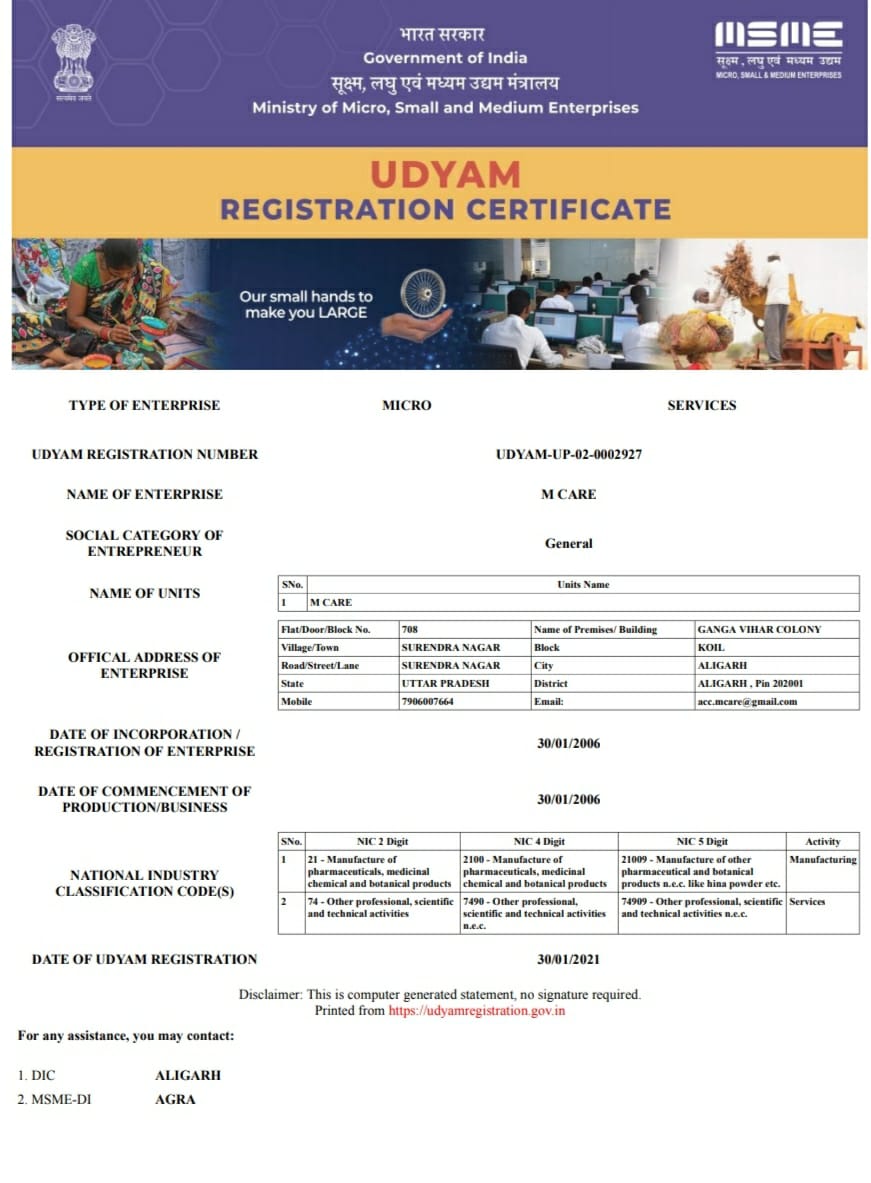 भारत सरकार
Government of India
सूक्ष्म, लघु एवं मध्यम उद्यम मंत्रालय
Ministry of Micro, Small and Medium Enterprises
सत्यमेव जयते
MSME
सूक्ष्म, लघु एवं मध्यम उद्यम
MICRO, SMALL & MEDIUM ENTERPRISES
UDYAM
REGISTRATION CERTIFICATE
Our small hands to
make you LARGE
TYPE OF ENTERPRISE MICRO SERVICES
UDYAM REGISTRATION NUMBER UDYAM-UP-02-0002927
NAME OF ENTERPRISE M CARE
SOCIAL CATEGORY OF
ENTREPRENEUR
General
NAME OF UNITS
SNo. Units Name
1 M CARE
OFFICAL ADDRESS OF
ENTERPRISE
Flat/Door/Block No. 708 Name of Premises/ Building GANGA VIHAR COLONY
Village/Town SURENDRA NAGAR Block KOIL
Road/Street/Lane SURENDRA NAGAR City ALIGARH
State UTTAR PRADESH District ALIGARH , Pin 202001
Mobile 7906007664 Email: acc.mcare@gmail.com
DATE OF INCORPORATION /
REGISTRATION OF ENTERPRISE
30/01/2006
DATE OF COMMENCEMENT OF
PRODUCTION/BUSINESS
30/01/2006
NATIONAL INDUSTRY
CLASSIFICATION CODE(S)
SNo. NIC 2 Digit NIC 4 Digit NIC 5 Digit Activity
1 21 - Manufacture of 2100 - Manufacture of 21009 - Manufacture of other Manufacturing
pharmaceuticals, medicinal pharmaceuticals, medicinal pharmaceutical and botanical
chemical and botanical products chemical and botanical products products n.e.c. like hina powder etc.
2 74 - Other professional, scientific 7490 - Other professional, 74909 - Other professional, scientific Services
and technical activities scientific and technical activities and technical activities n.e.c.
n.e.c.
DATE OF UDYAM REGISTRATION 30/01/2021
Disclaimer: This is computer generated statement, no signature required.
Printed from https://udyamregistration.gov.in
For any assistance, you may contact:
1. DIC ALIGARH
2. MSME-DI AGRA